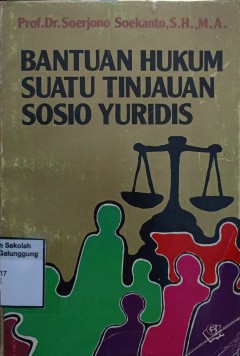 Prof.Dr.Soerjono Soekanto,S.H.,M.A.
BANTUAN HUKUM
SUATU TINJAUAN
SOSIO YURIDIS
Sekolah
Galunggung
17